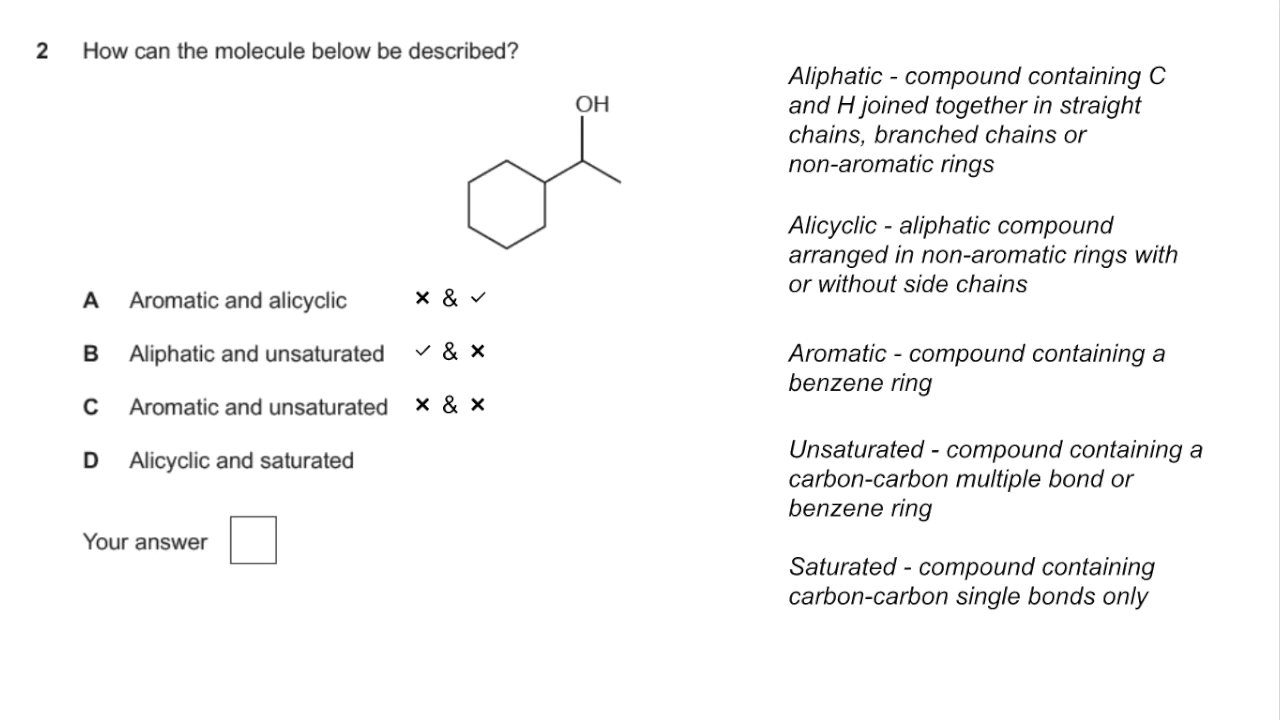 2 How can the molecule below be described?
OH
A Aromatic and alicyclic × & ✓
B Aliphatic and unsaturated ✓ & ×
C Aromatic and unsaturated × & ×
D Alicyclic and saturated
Your answer
Aliphatic - compound containing C
and H joined together in straight
chains, branched chains or
non-aromatic rings
Alicyclic - aliphatic compound
arranged in non-aromatic rings with
or without side chains
Aromatic - compound containing a
benzene ring
Unsaturated - compound containing a
carbon-carbon multiple bond or
benzene ring
Saturated - compound containing
carbon-carbon single bonds only